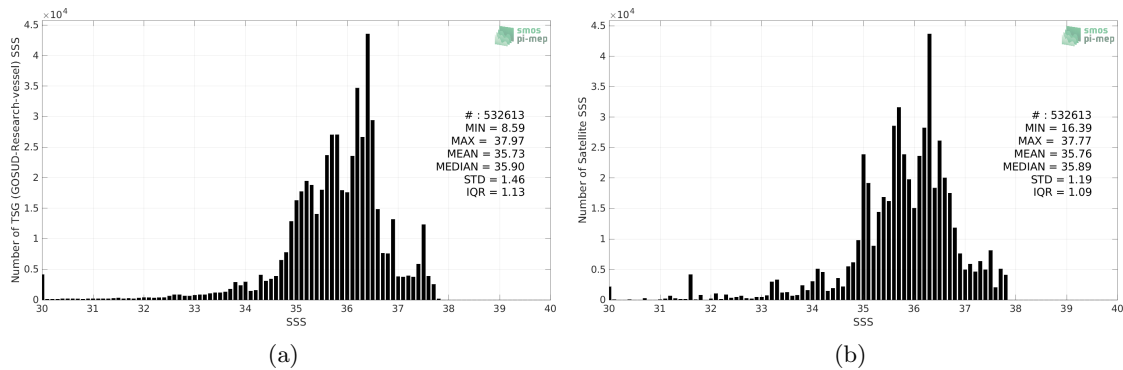 ×10⁴
4.5
4
3.5
3
2.5
2
1.5
1
0.5
0
Number of TSG (GOSUD-Research-vessel) SSS
30 31 32 33 34 35 36 37 38 39 40
SSS
smos
pi-mep
# : 532613
MIN = 8.59
MAX = 37.97
MEAN = 35.73
MEDIAN = 35.90
STD = 1.46
IQR = 1.13
(a)
×10⁴
4.5
4
3.5
3
2.5
2
1.5
1
0.5
0
Number of Satellite SSS
30 31 32 33 34 35 36 37 38 39 40
SSS
smos
pi-mep
# : 532613
MIN = 16.39
MAX = 37.77
MEAN = 35.76
MEDIAN = 35.89
STD = 1.19
IQR = 1.09
(b)